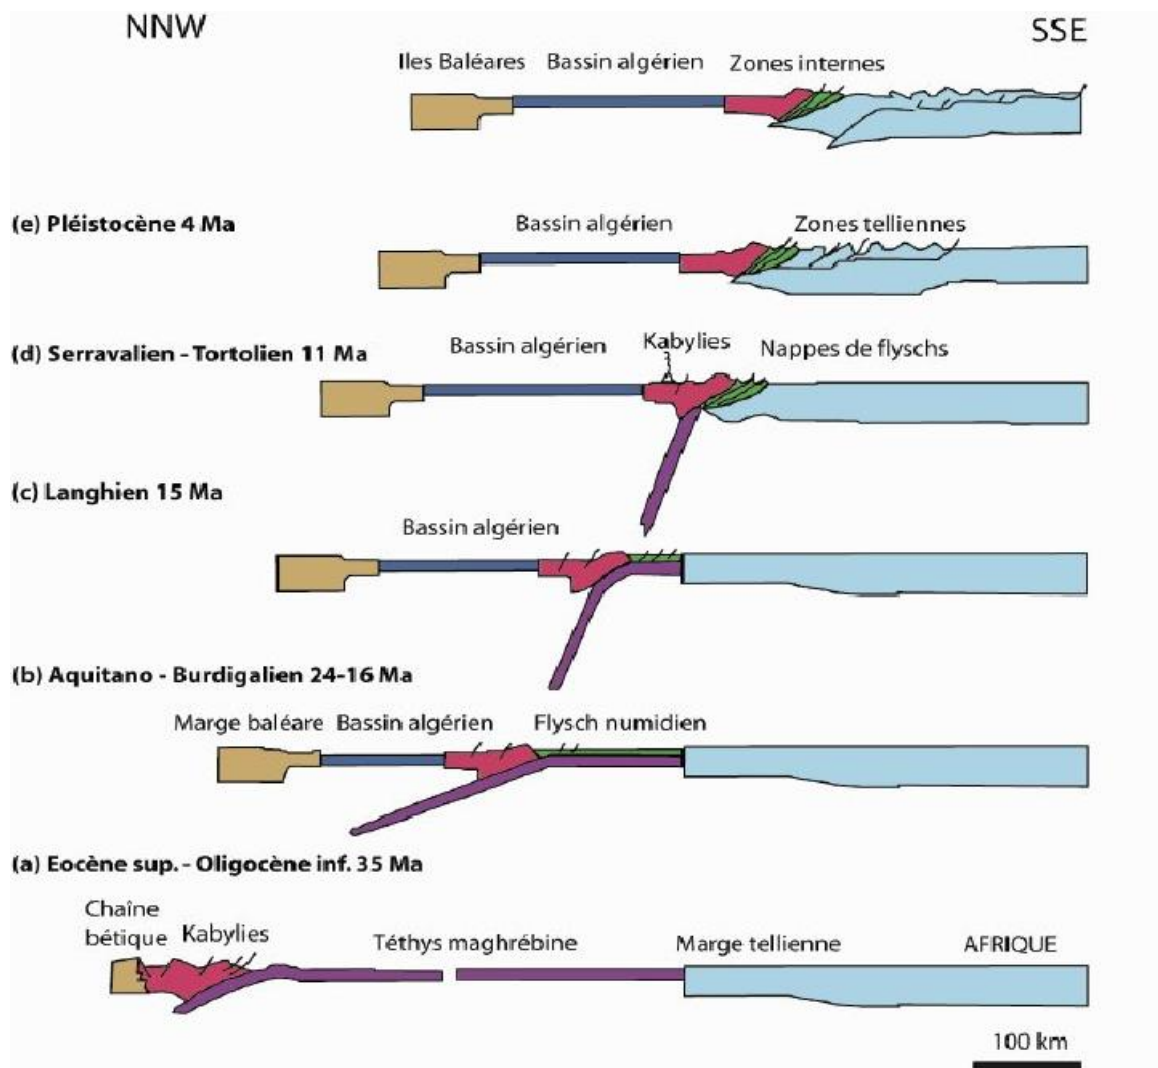 NNW SSE
Iles Baléares Bassin algérien Zones internes
(e) Pléistocène 4 Ma
Bassin algérien Zones telliennes
(d) Serravalien - Tortolien 11 Ma
Bassin algérien Kabylies Nappes de flyschs
(c) Langhien 15 Ma
Bassin algérien
(b) Aquitano - Burdigalien 24-16 Ma
Marge baléare Bassin algérien Flysch numidien
(a) Eocène sup. - Oligocène inf. 35 Ma
Chaîne
bétique Kabylies Téthys maghrébine Marge tellienne AFRIQUE
100 km